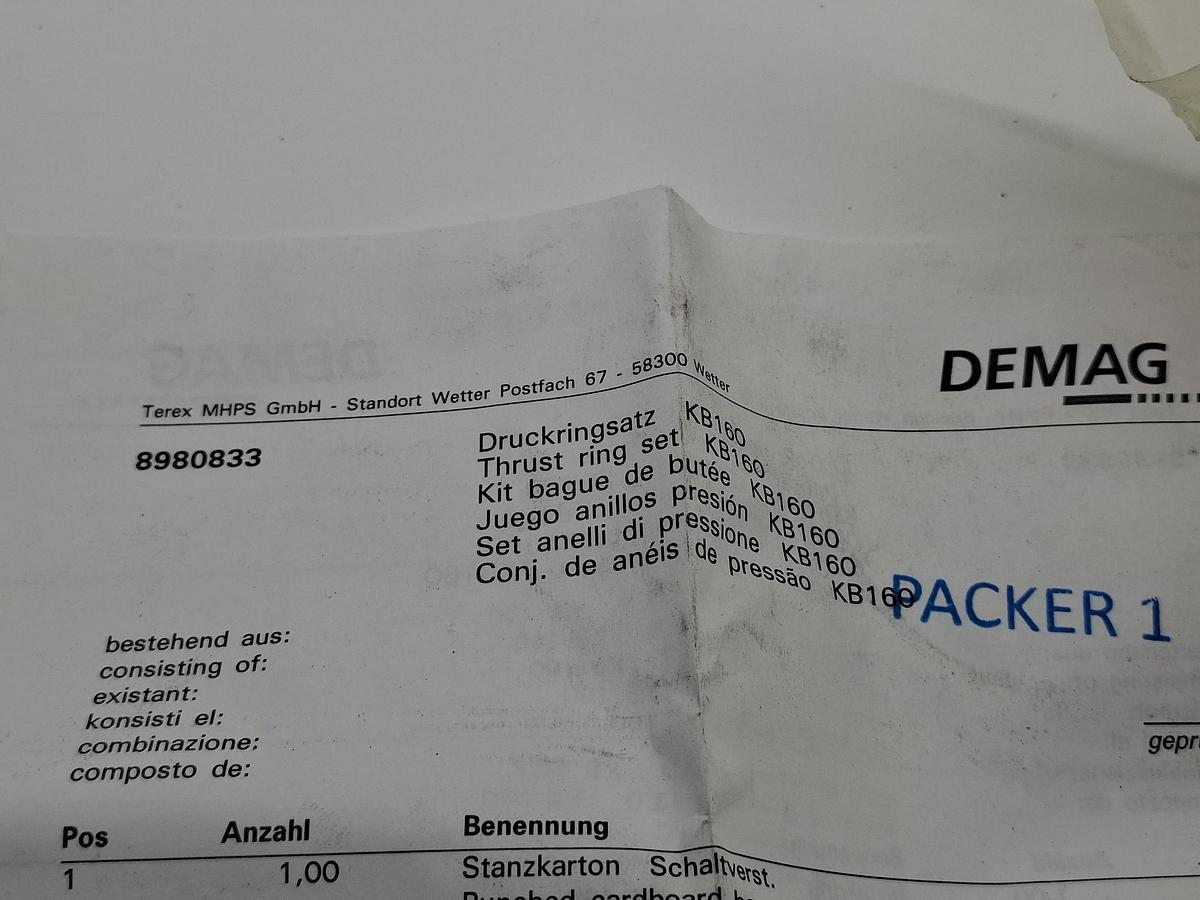 DEMAG
Terex MHPS GmbH - Standort Wetter Postfach 67 - 58300 Wetter
8980833
Druckringsatz KB160
Thrust ring set KB160
Kit bague de butée KB160
Juego anillos presión KB160
Set anelli di pressione KB160
Conj. de anéis de pressão KB160
PACKER 1
bestehend aus:
consisting of:
existant:
konsisti el:
combinazione:
composto de:
Pos Anzahl Benennung
1 1,00 Stanzkarton Schaltverst.
Punched cardboard